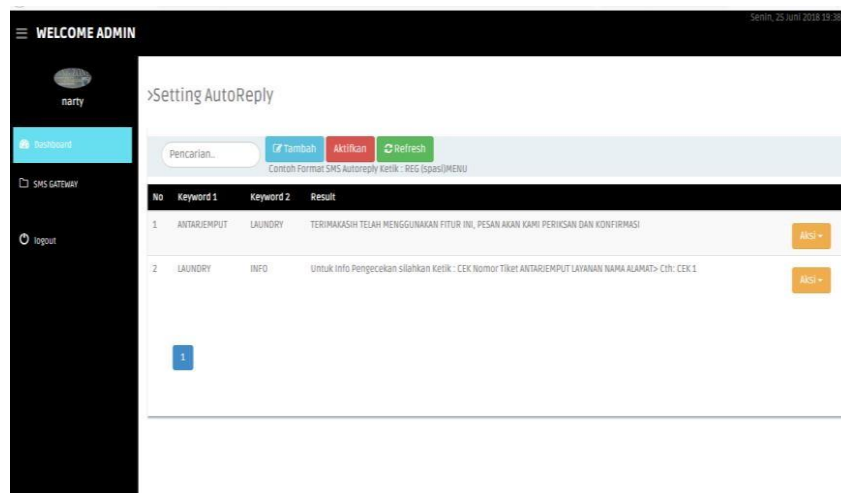 Senin, 25 Juni 2018 19:38
☰ WELCOME ADMIN
narty
Dashboard
SMS GATEWAY
logout
>Setting AutoReply
Pencarian..
Tambah
Aktifkan
Refresh
Contoh Format SMS Autoreply Ketik : REG (spasi)MENU
No Keyword 1 Keyword 2 Result
1 ANTARJEMPUT LAUNDRY TERIMAKASIH TELAH MENGGUNAKAN FITUR INI, PESAN AKAN KAMI PERIKSAN DAN KONFIRMASI Aksi
2 LAUNDRY INFO Untuk Info Pengecekan silahkan Ketik : CEK Nomor Tiket ANTARJEMPUT LAYANAN NAMA ALAMAT> Cth: CEK 1 Aksi
1